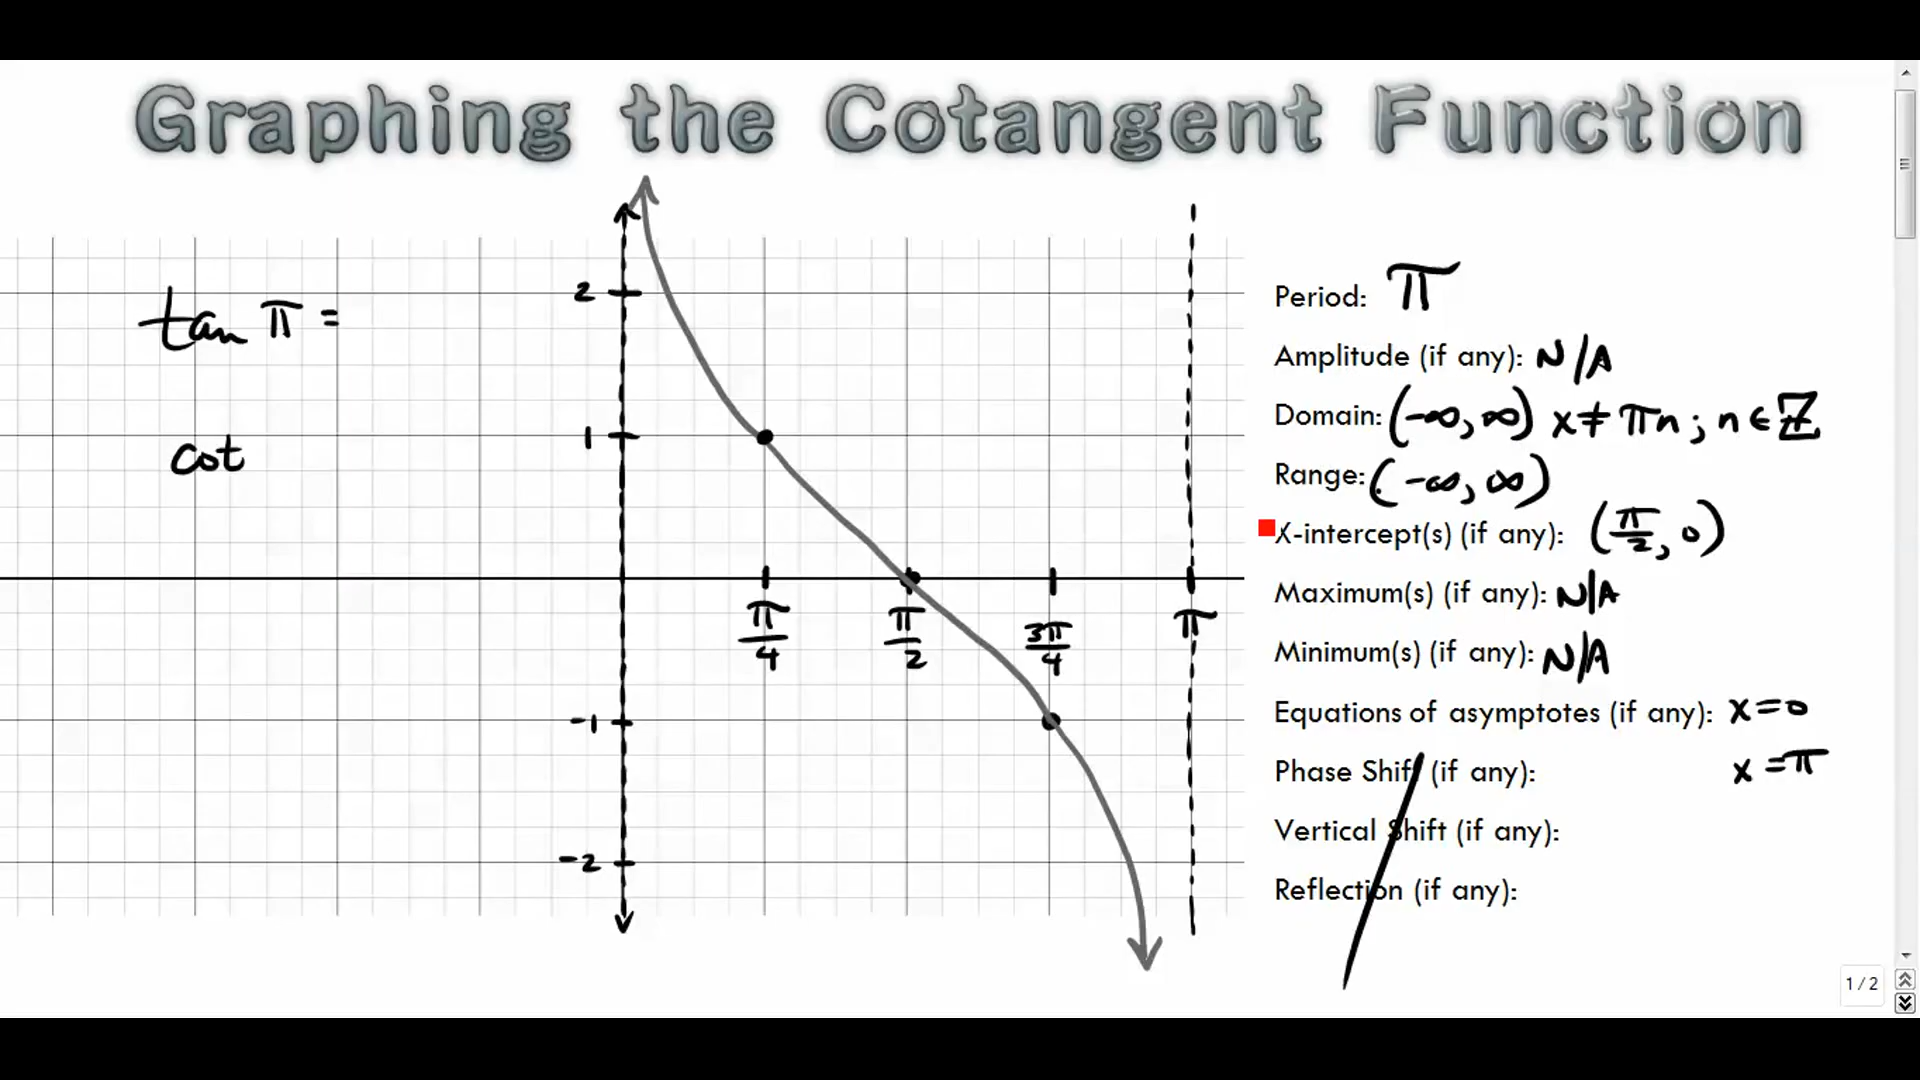 Graphing the Cotangent Function
tan π =
cot
2
1
-1
-2
π/4
π/2
3π/4
π
Period: π
Amplitude (if any): N/A
Domain: (-∞, ∞) x ≠ πn ; n ∈ ℤ
Range: (-∞, ∞)
X-intercept(s) (if any): (π/2, 0)
Maximum(s) (if any): N/A
Minimum(s) (if any): N/A
Equations of asymptotes (if any): x = 0
x = π
Phase Shift (if any):
Vertical Shift (if any):
Reflection (if any):
1 / 2